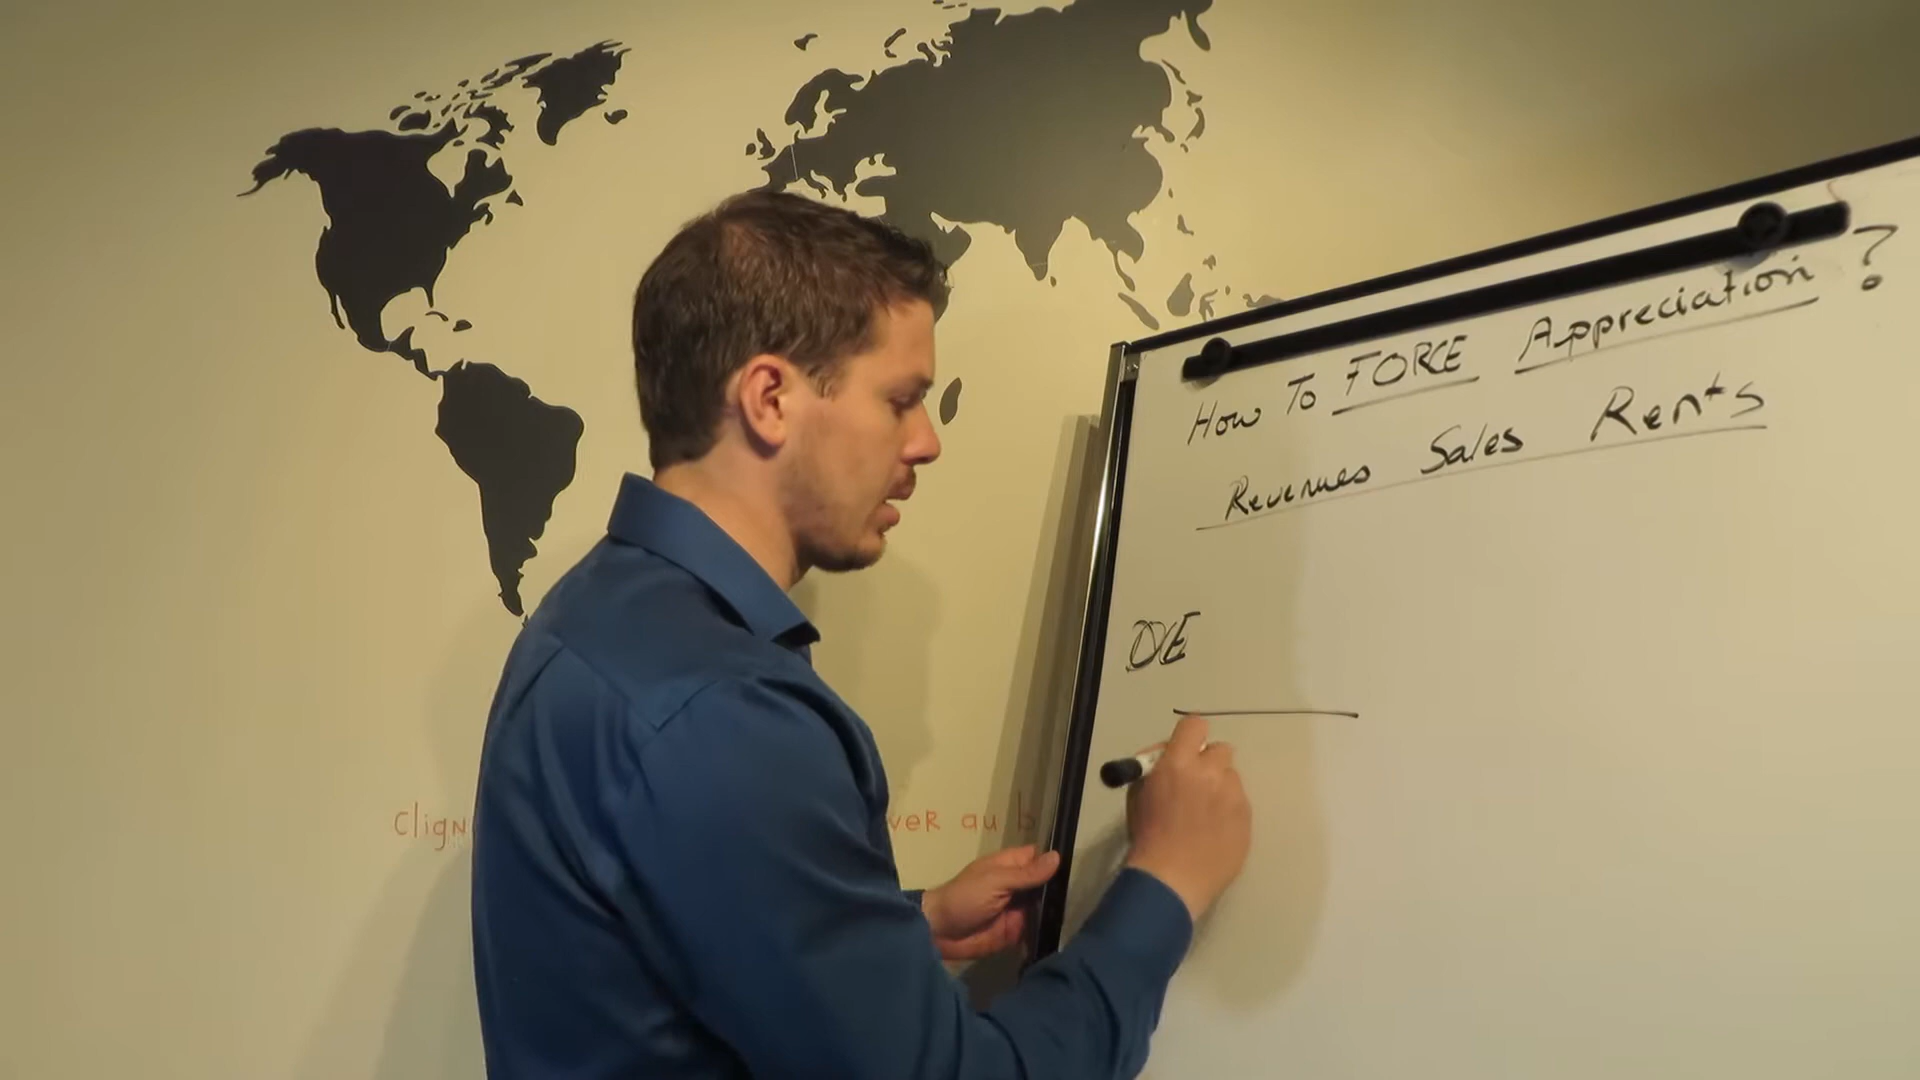 How To FORCE Appreciation ?
Revenues Sales Rents
OE
Clign
ver au b